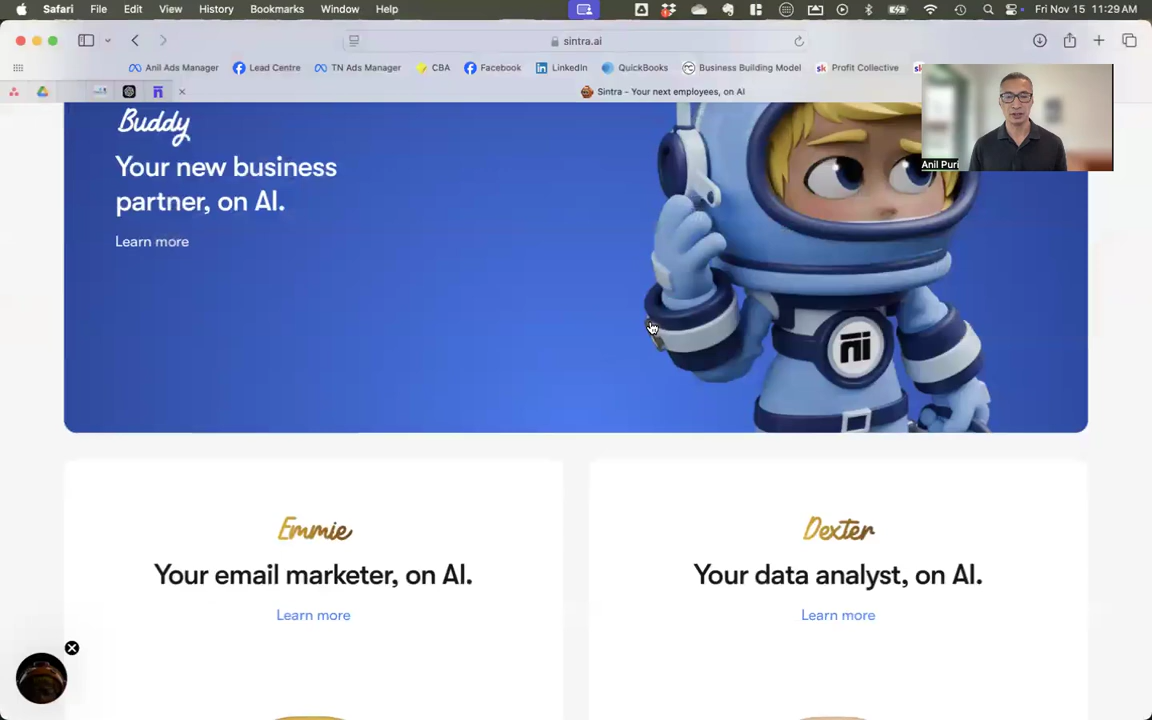 Safari File Edit View History Bookmarks Window Help Fri Nov 15 11:29 AM
sintra.ai
Anil Ads Manager Lead Centre TN Ads Manager CBA Facebook LinkedIn QuickBooks Business Building Model sk Profit Collective sk
Sintra - Your next employees, on AI
Anil Puri
Buddy
Your new business
partner, on AI.
Learn more
Emmie
Your email marketer, on AI.
Learn more
Dexter
Your data analyst, on AI.
Learn more